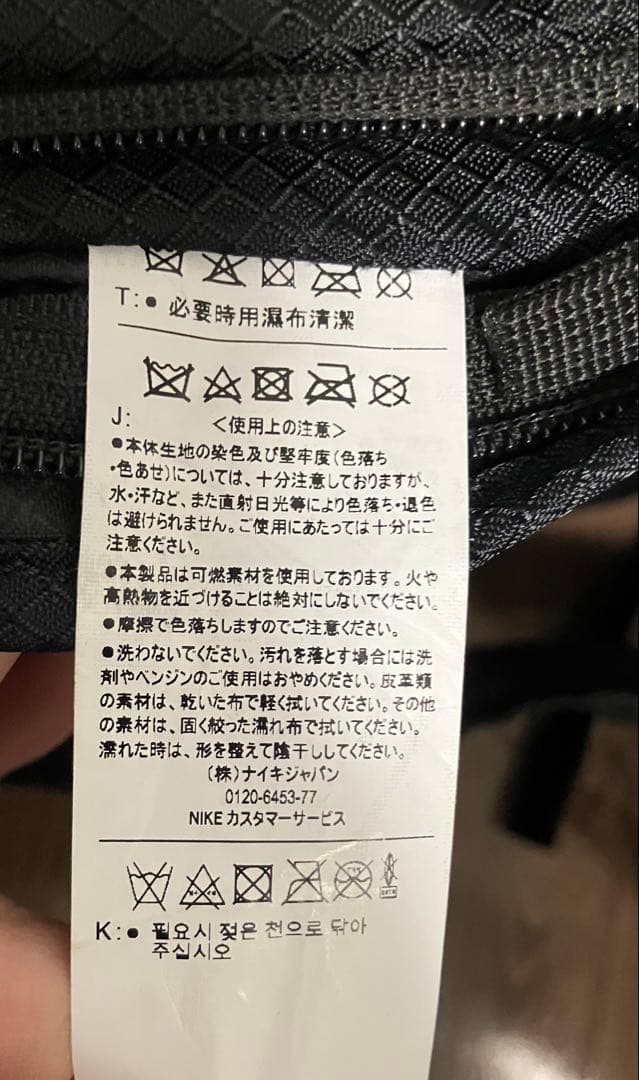 T:● 必要時用濕布清潔
J: <使用上の注意>
●本体生地の染色及び堅牢度(色落ち
・色あせ)については、十分注意しておりますが、
水・汗など、また直射日光等により色落ち・退色
は避けられません。ご使用にあたっては十分にご
注意ください。
●本製品は可燃素材を使用しております。火や
高熱物を近づけることは絶対にしないでください。
●摩擦で色落ちしますのでご注意ください。
●洗わないでください。汚れを落とす場合には洗
剤やベンジンのご使用はおやめください。皮革類
の素材は、乾いた布で軽く拭いてください。その他
の素材は、固く絞った濡れ布で拭いてください。
濡れた時は、形を整えて陰干ししてください。
(株)ナイキジャパン
0120-6453-77
NIKE カスタマーサービス
K:● 필요시 젖은 천으로 닦아
주십시오